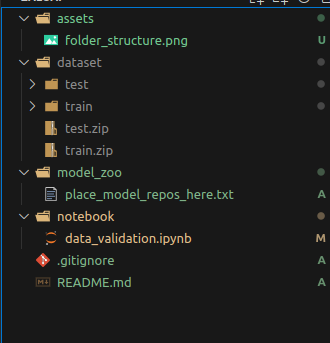 assets
folder_structure.png U
dataset
test
train
test.zip
train.zip
model_zoo
place_model_repos_here.txt A
notebook
data_validation.ipynb M
.gitignore A
README.md A